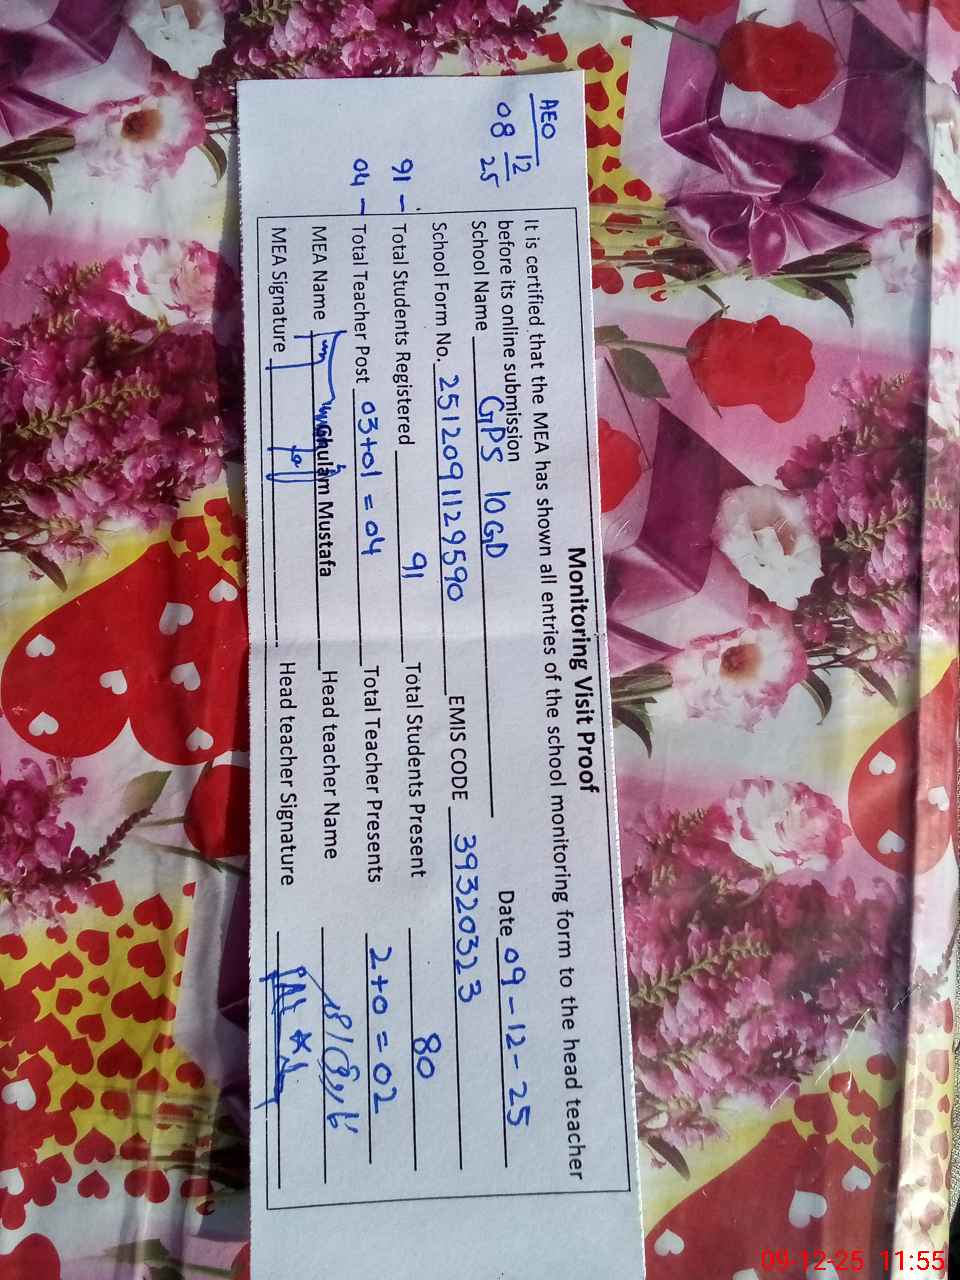 AEO
08 12
25
91 –
04 –
Monitoring Visit Proof
It is certified that the MEA has shown all entries of the school monitoring form to the head teacher
before its online submission
Date 09-12-25
School Name GPS 10GD
School Form No. 2512091129590 EMIS CODE 39320323
Total Students Registered 91 Total Students Present 80
Total Teacher Post 03+01 = 04 Total Teacher Presents 2+0 = 02
MEA Name Ghulam Mustafa Head teacher Name
MEA Signature Head teacher Signature
09-12-25 11:55